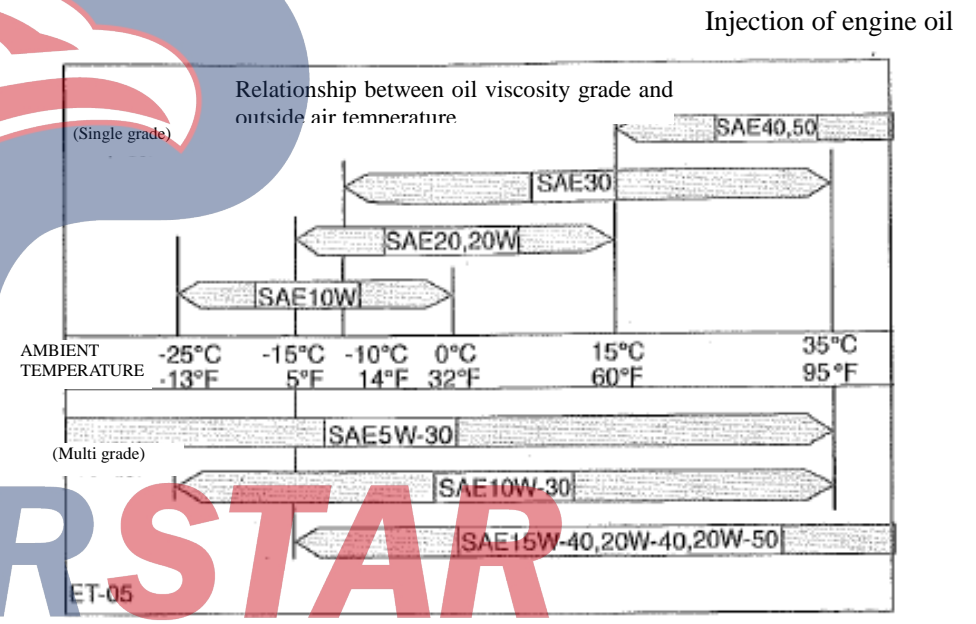 Injection of engine oil
Relationship between oil viscosity grade and
outside air temperature
(Single grade)
SAE40,50
SAE30
SAE20,20W
SAE10W
AMBIENT
TEMPERATURE
-25°C -15°C -10°C 0°C 15°C 35°C
-13°F 5°F 14°F 32°F 60°F 95°F
SAE5W-30
(Multi grade)
SAE10W-30
SAE15W-40,20W-40,20W-50
RSTAR
ET-05